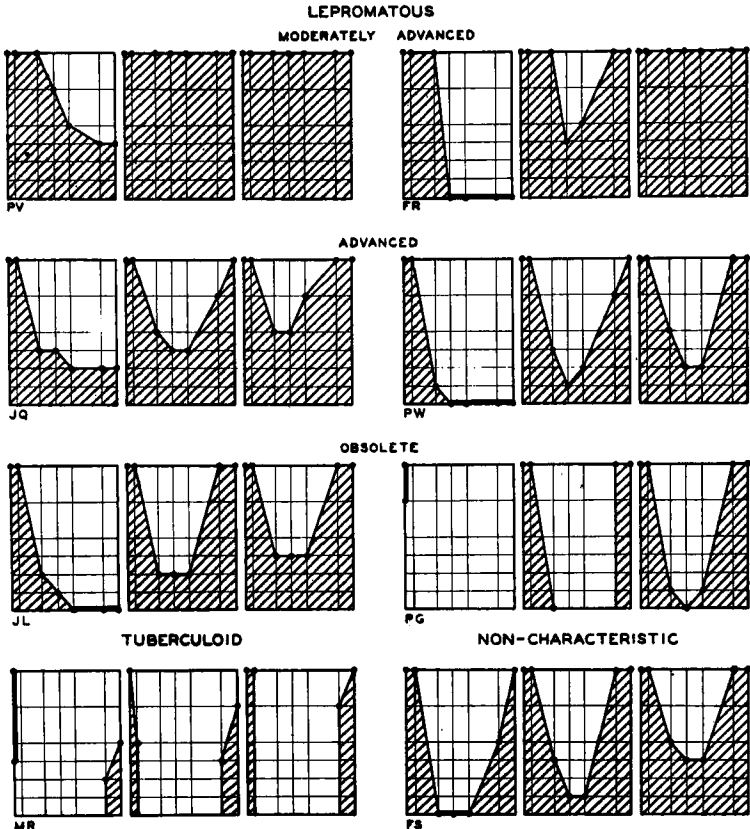 LEPROMATOUS
MODERATELY ADVANCED
PV
FR
ADVANCED
JQ
PW
OBSOLETE
JL
PG
TUBERCULOID
NON-CHARACTERISTIC
MR
FS